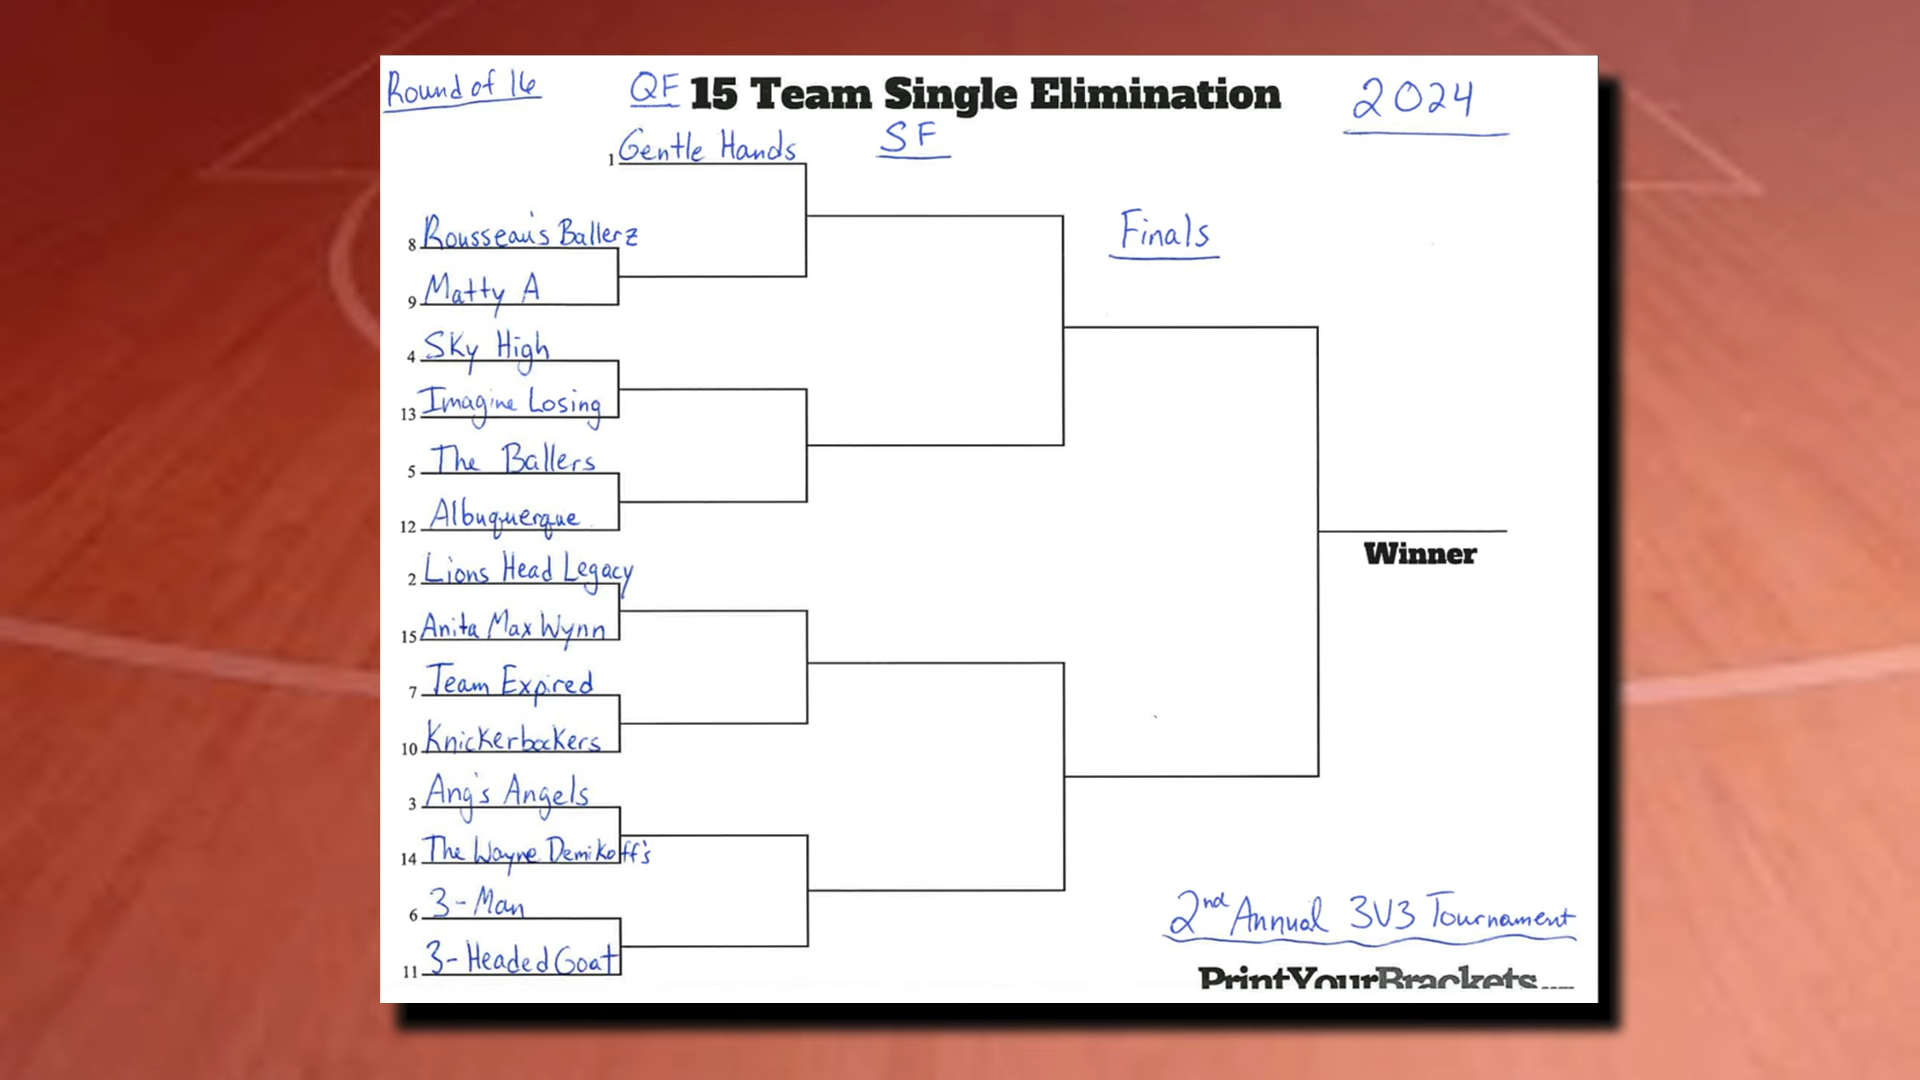 Round of 16
QF 15 Team Single Elimination
2024
SF
1 Gentle Hands
Finals
8 Rousseau's Ballerz
9 Matty A
4 Sky High
13 Imagine Losing
5 The Ballers
12 Albuquerque
Winner
2 Lions Head Legacy
15 Anita Max Wynn
7 Team Expired
10 Knickerbockers
3 Ang's Angels
14 The Wayne Demikoff's
6 3-Man
11 3-Headed Goat
2nd Annual 3V3 Tournament
PrintYourBrackets